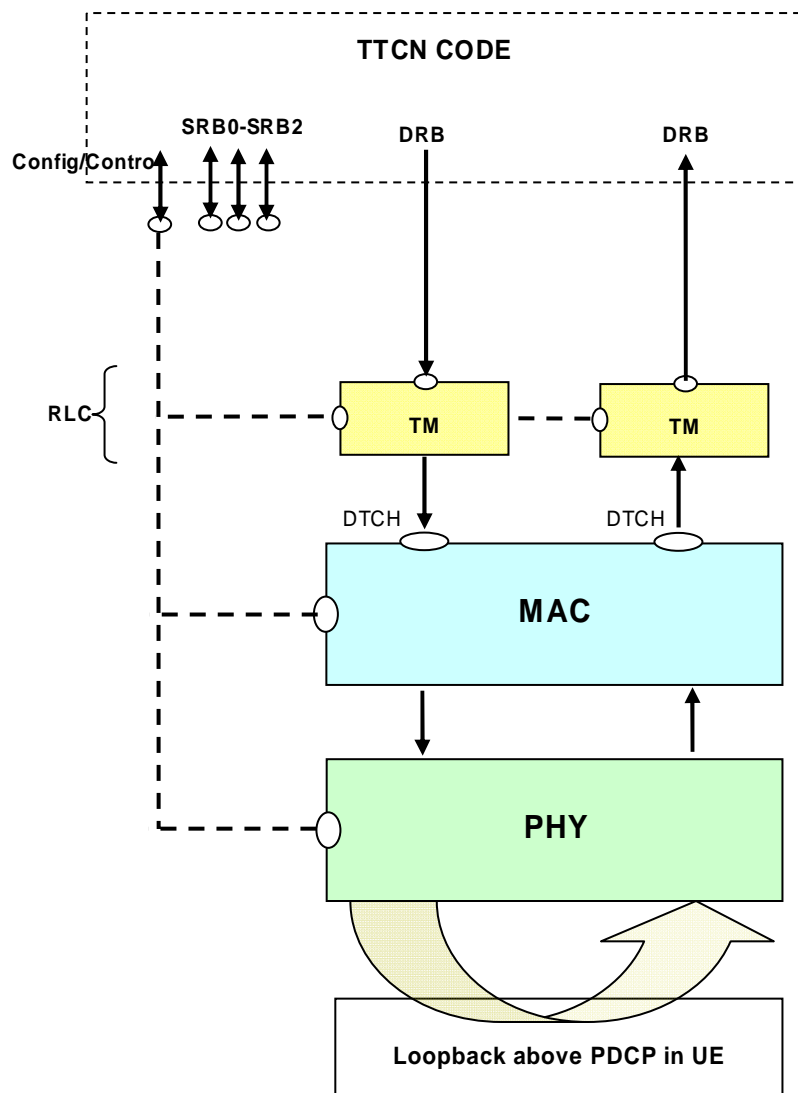 TTCN CODE
SRB0-SRB2
DRB
DRB
Config/Contro
RLC
TM
TM
DTCH
DTCH
MAC
PHY
Loopback above PDCP in UE